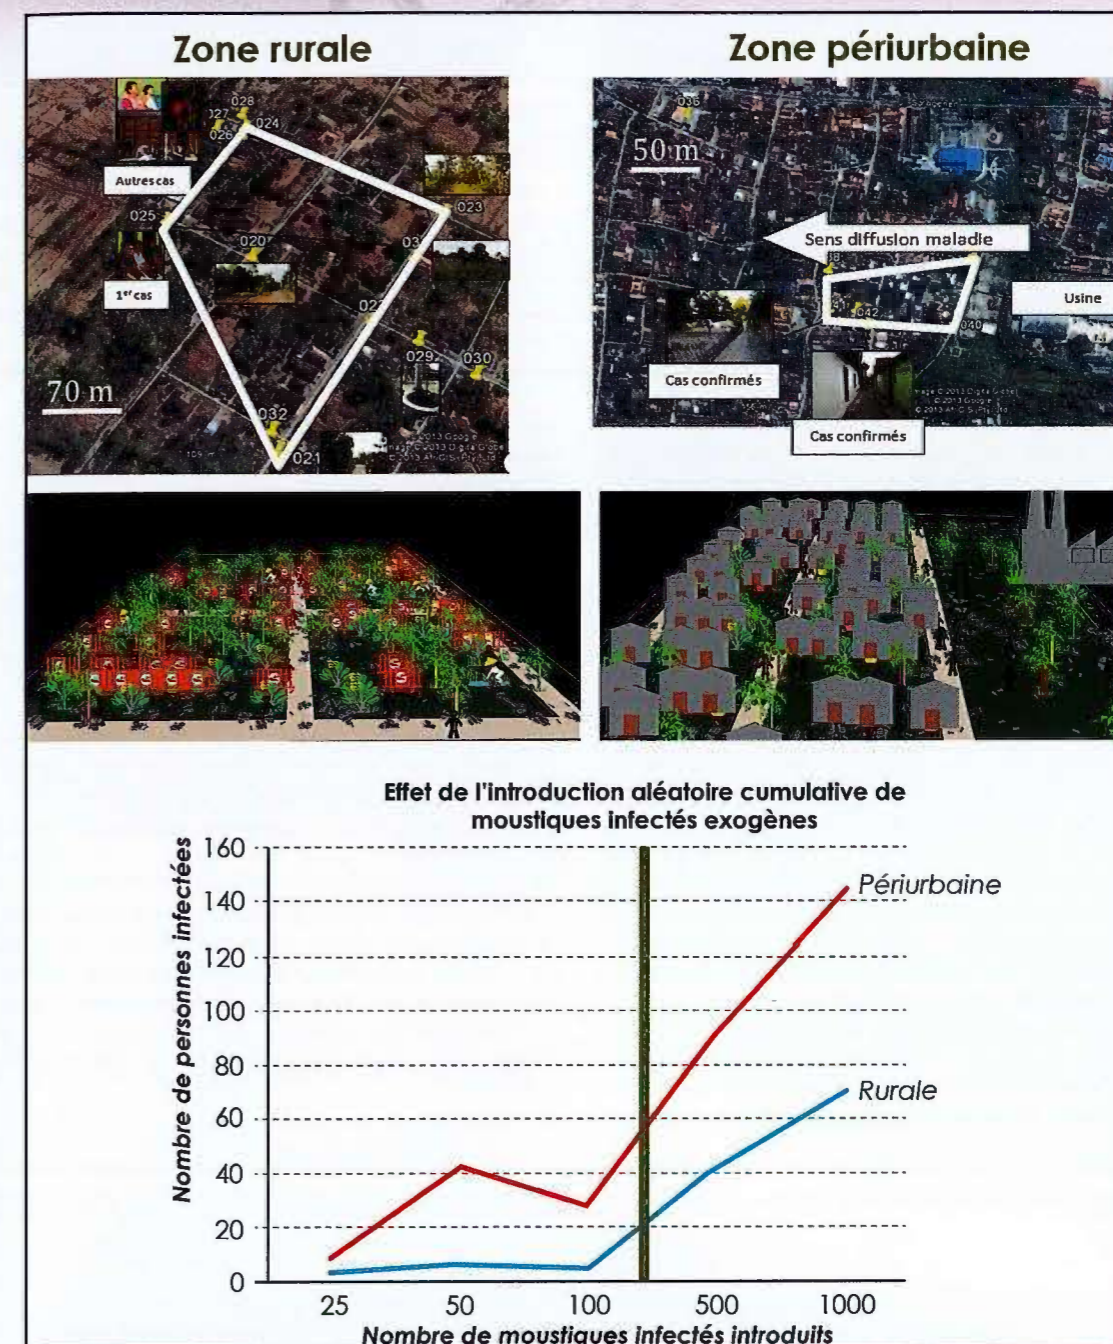 Zone rurale
Zone périurbaine
028
027
024
026
Autres cas
025
023
020
1er cas
022
029
030
70 m
032
021
036
50 m
Sens diffusion maladie
042
040
Usine
Cas confirmés
Cas confirmés
Effet de l'introduction aléatoire cumulative de
moustiques infectés exogènes
Nombre de personnes infectées
160
140
120
100
80
60
40
20
0
Périurbaine
Rurale
25 50 100 500 1000
Nombre de moustiques infectés introduits